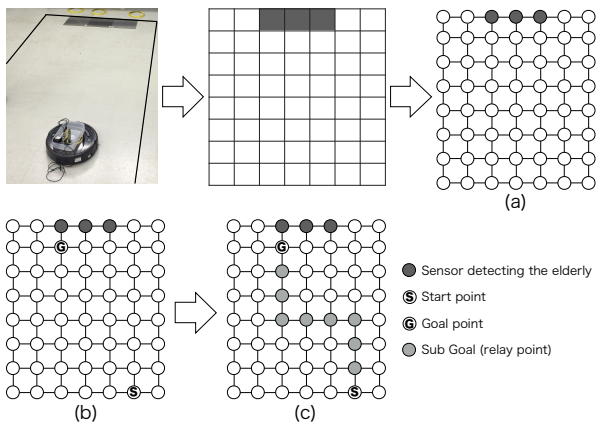 (a)
G
S
(b)
G
S
(c)
Sensor detecting the elderly
S Start point
G Goal point
Sub Goal (relay point)